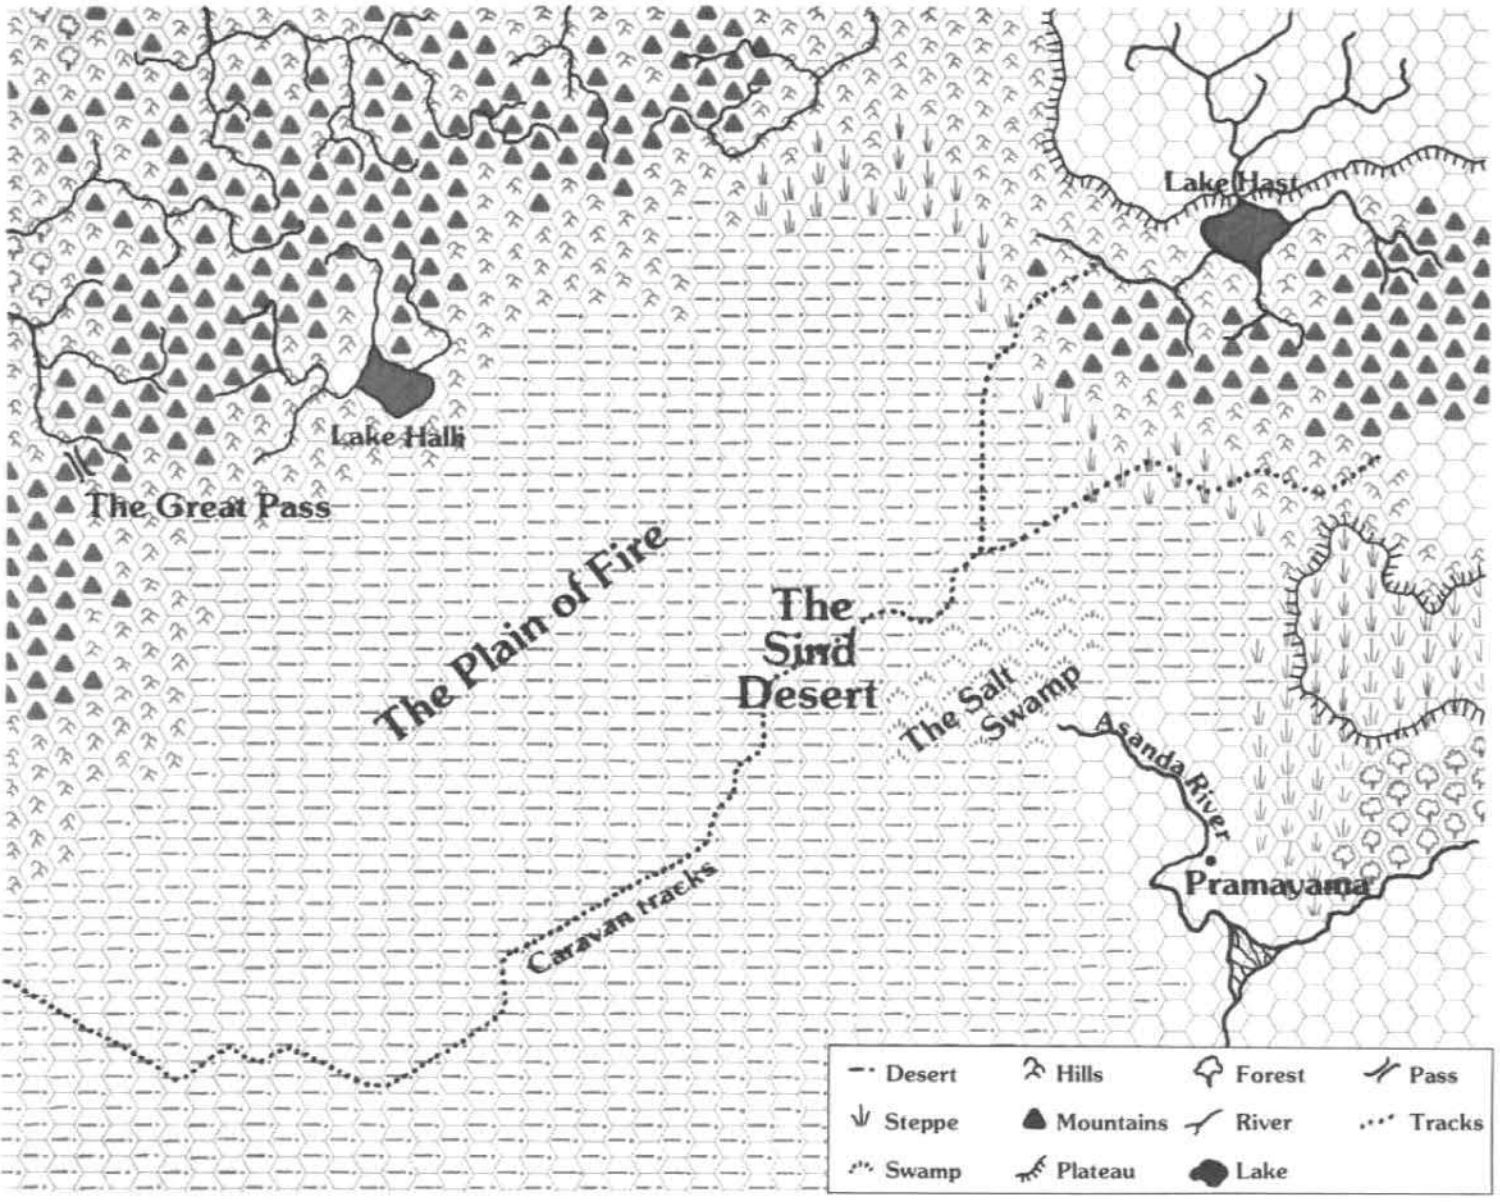 Lake Hast
Lake Halli
The Great Pass
The Plain of Fire
The
Sind
Desert
The Salt
Swamp
Asanda River
Pramayama
Caravan tracks
Desert
Hills
Forest
Pass
Steppe
Mountains
River
Tracks
Swamp
Plateau
Lake